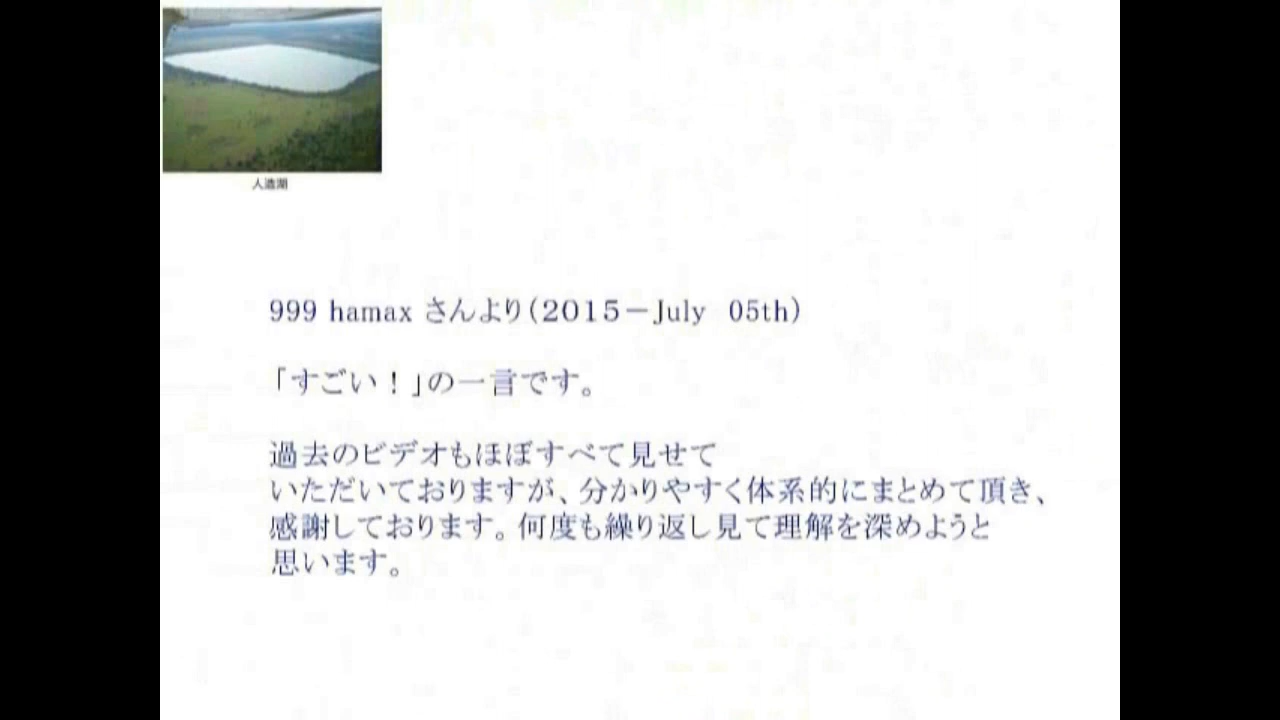 人造湖
999 hamax さんより（２０１５－July　05th）
「すごい！」の一言です。
過去のビデオもほぼすべて見せて
いただいておりますが、分かりやすく体系的にまとめて頂き、
感謝しております。何度も繰り返し見て理解を深めようと
思います。